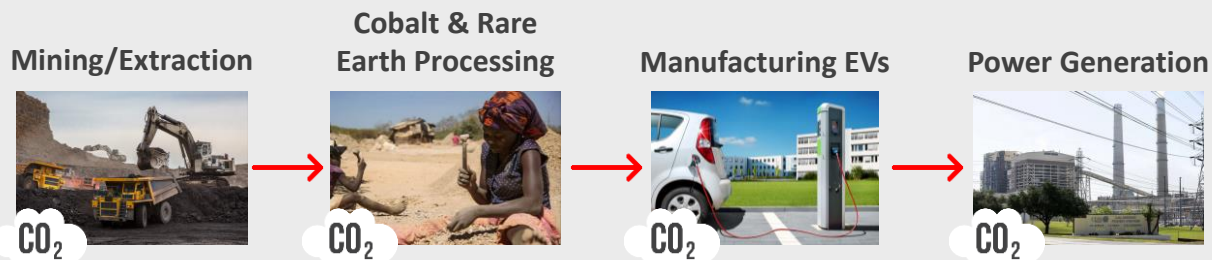 Mining/Extraction
Cobalt & Rare
Earth Processing
Manufacturing EVs
Power Generation
CO₂
CO₂
CO₂
CO₂